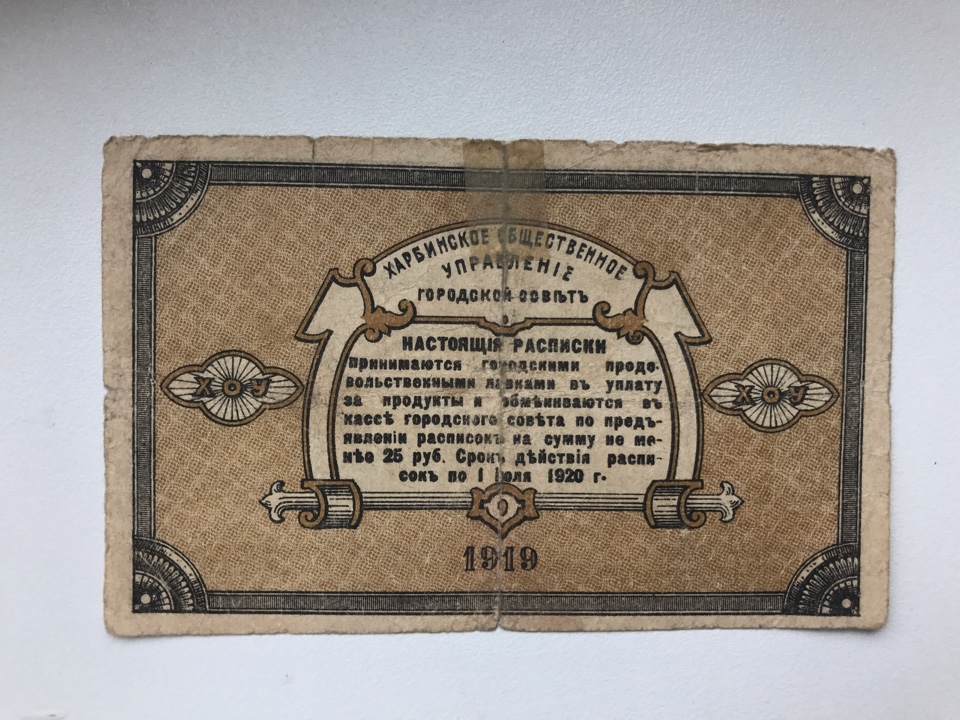 ХАРБИНСКОЕ ОБЩЕСТВЕННОЕ
УПРАВЛЕНІЕ
ГОРОДСКОЙ СОВѢТЪ
НАСТОЯЩІЯ РАСПИСКИ
принимаются городскими продо-
вольственными лавками въ уплату
за продукты и обмѣниваются въ
кассѣ городского совѣта по предъ-
явленіи расписокъ на сумму не ме-
нѣе 25 руб. Срокъ дѣйствія распи-
сокъ по 1 Іюля 1920 г.
ХОУ
ХОУ
1919